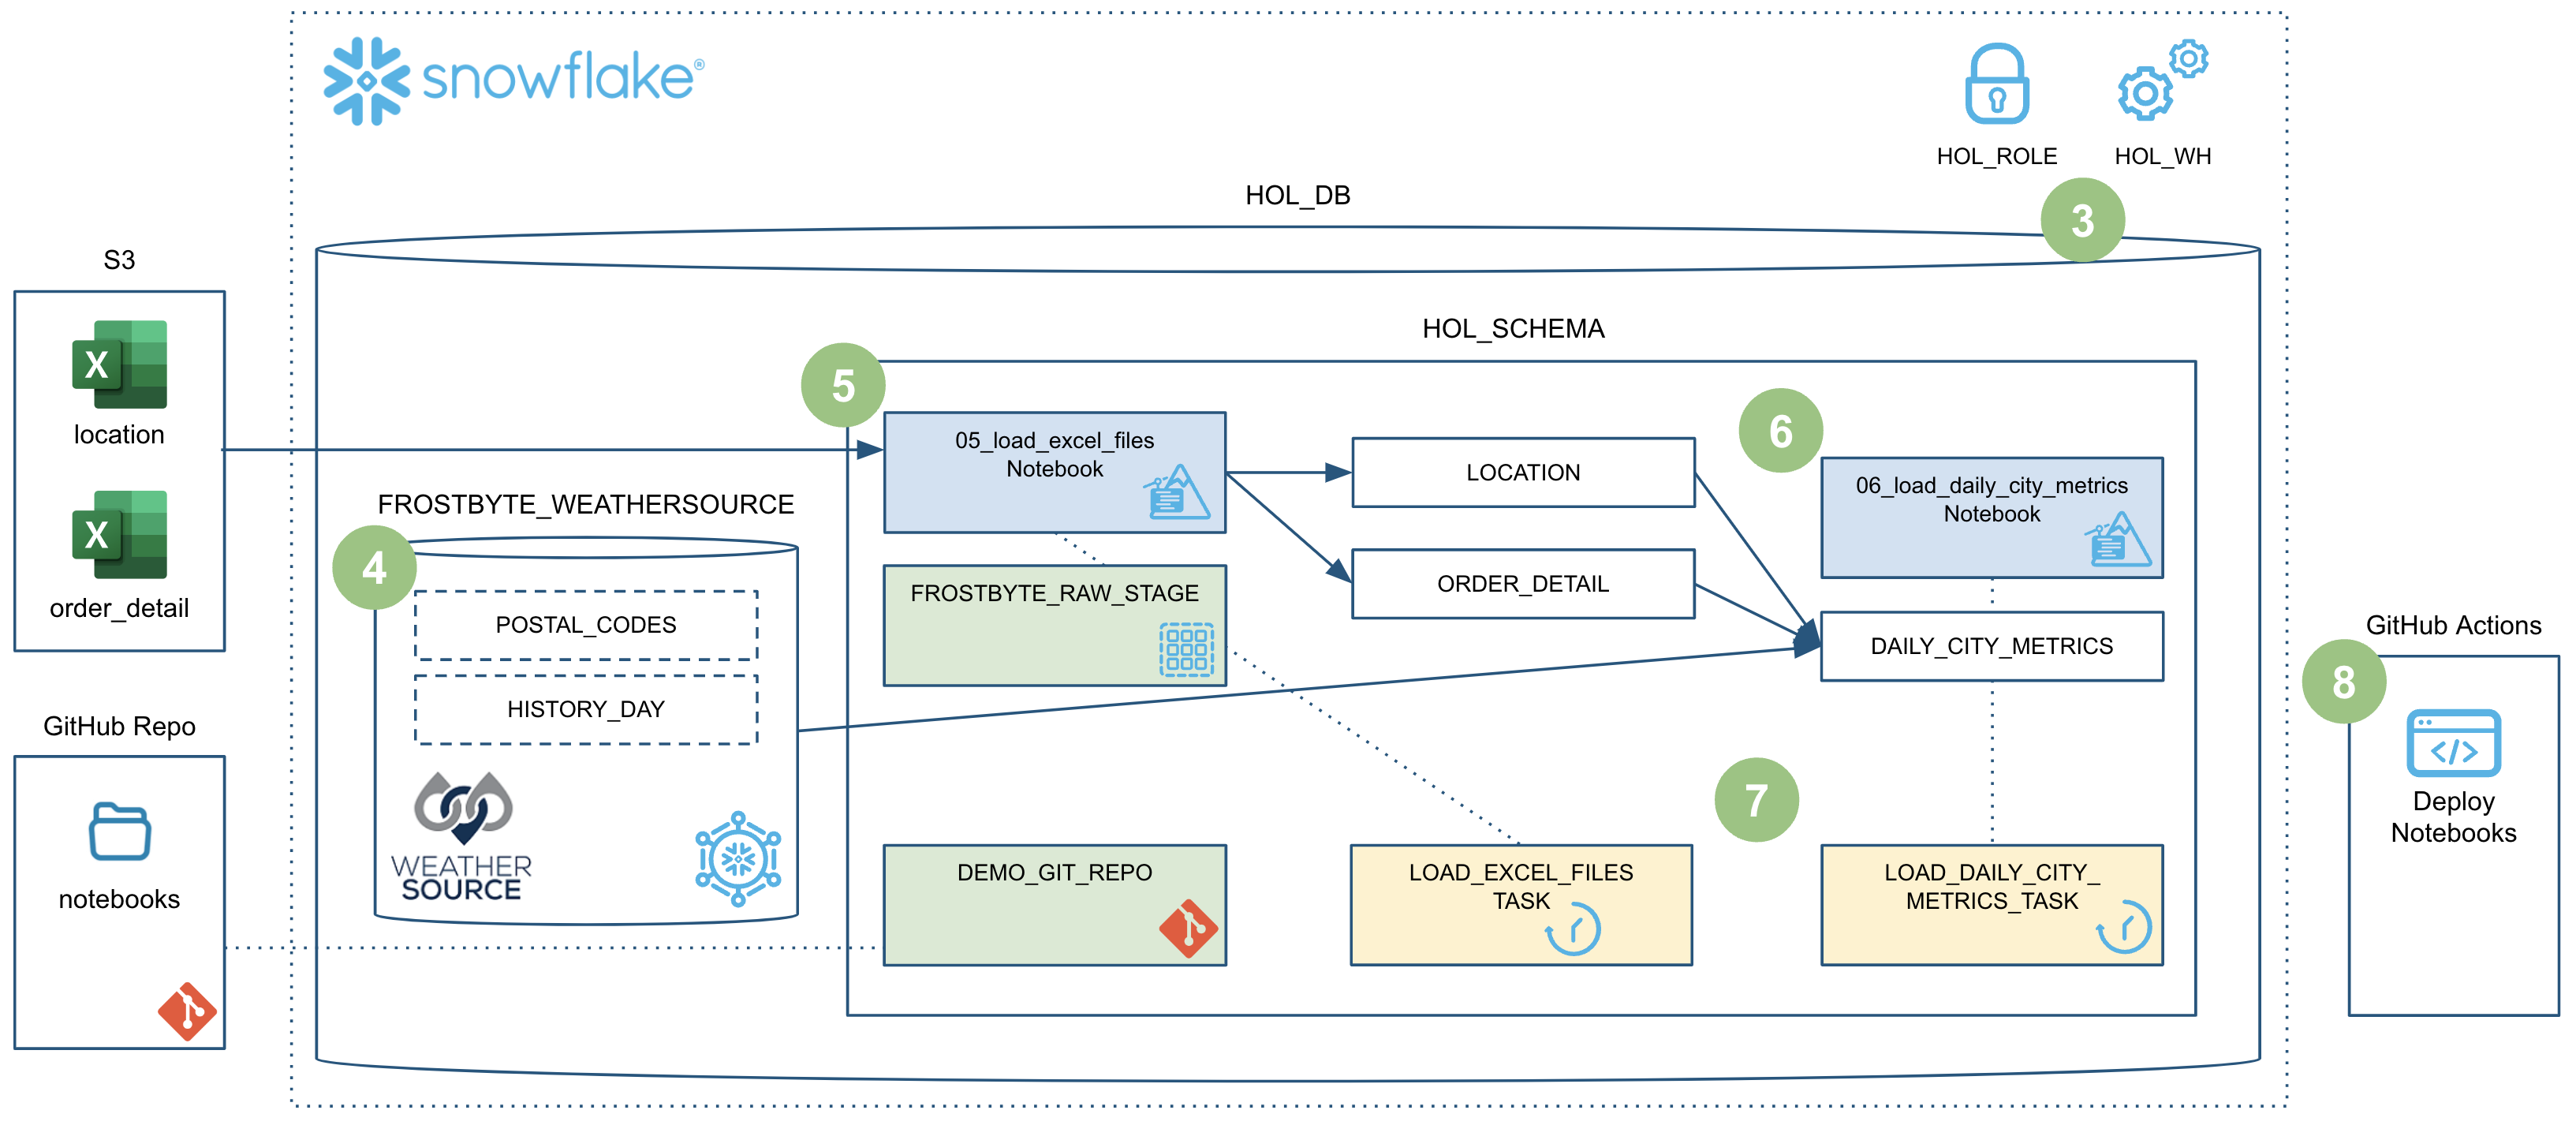 snowflake®
HOL_ROLE
HOL_WH
HOL_DB
3
S3
X
location
X
order_detail
HOL_SCHEMA
5
05_load_excel_files
Notebook
LOCATION
ORDER_DETAIL
6
06_load_daily_city_metrics
Notebook
DAILY_CITY_METRICS
FROSTBYTE_WEATHERSOURCE
4
POSTAL_CODES
HISTORY_DAY
WEATHER
SOURCE
FROSTBYTE_RAW_STAGE
GitHub Repo
notebooks
DEMO_GIT_REPO
7
LOAD_EXCEL_FILES
TASK
LOAD_DAILY_CITY_
METRICS_TASK
GitHub Actions
8
</>
Deploy
Notebooks